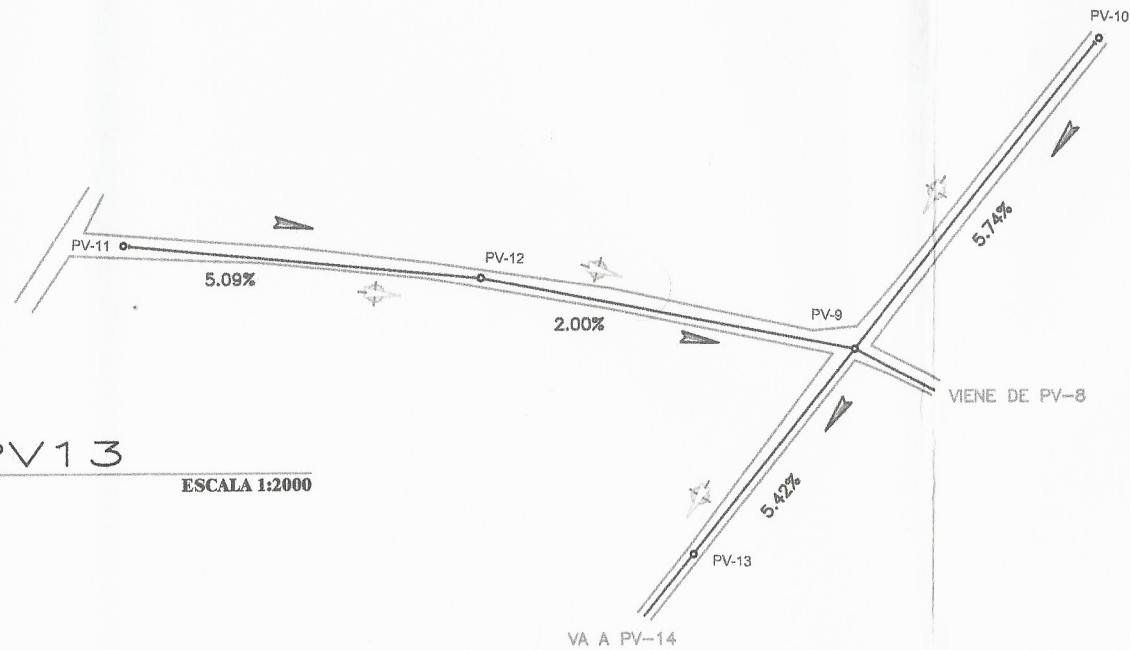 PV-10
5.74%
PV-11
PV-12
5.09%
2.00%
PV-9
VIENE DE PV-8
PV13
ESCALA 1:2000
5.42%
PV-13
VA A PV-14